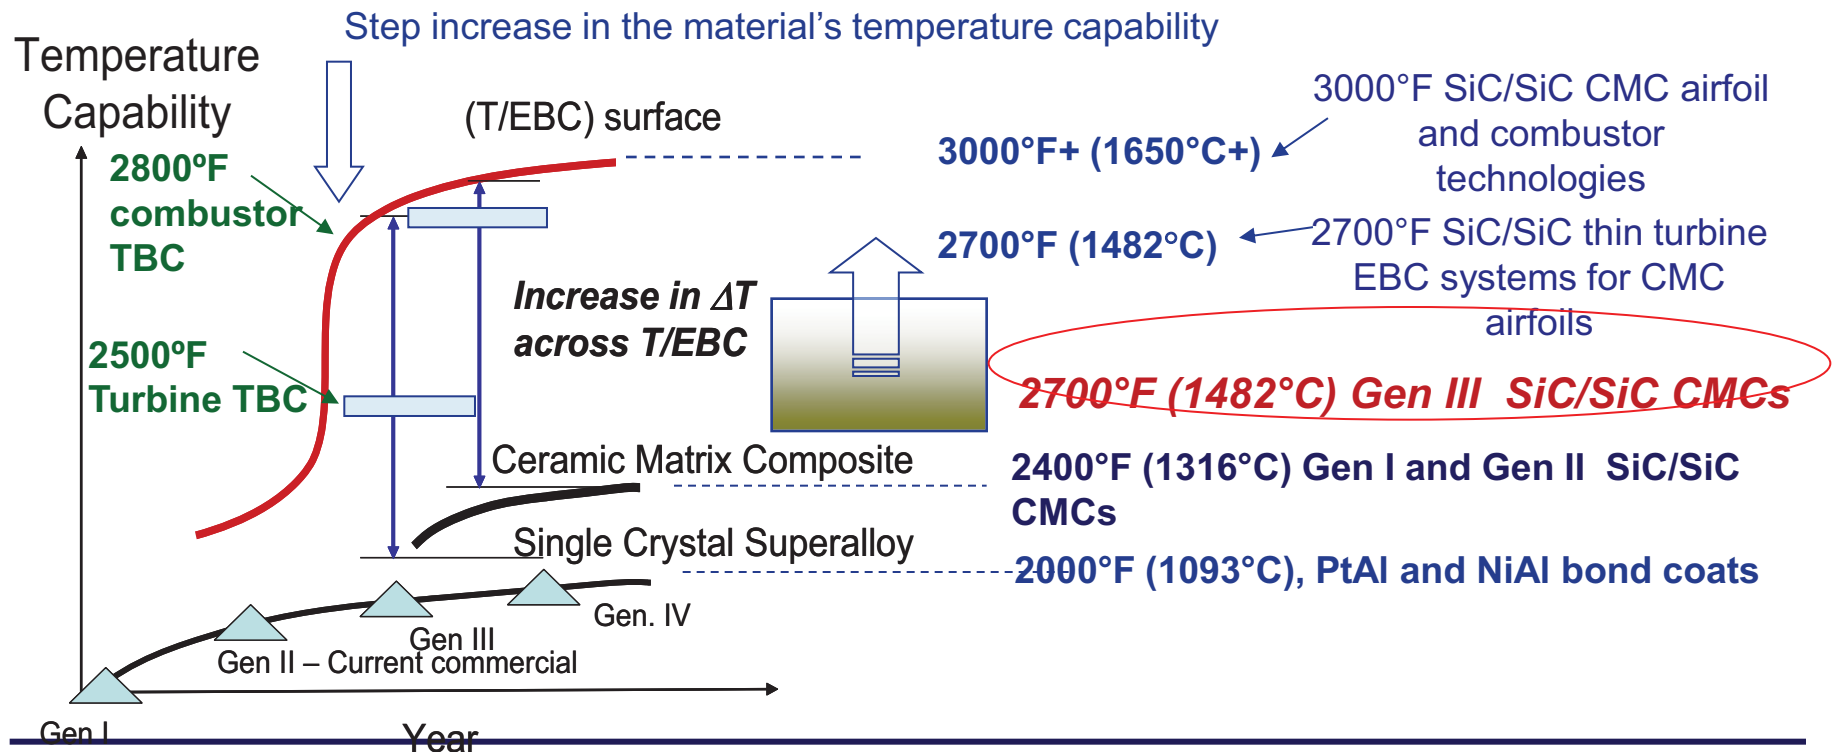 Step increase in the material's temperature capability
Temperature
Capability
(T/EBC) surface
2800ºF
combustor
TBC
3000°F+ (1650°C+)
3000°F SiC/SiC CMC airfoil
and combustor
technologies
2700°F (1482°C)
2700°F SiC/SiC thin turbine
EBC systems for CMC
airfoils
Increase in ΔT
across T/EBC
2500ºF
Turbine TBC
2700°F (1482°C) Gen III SiC/SiC CMCs
Ceramic Matrix Composite
2400°F (1316°C) Gen I and Gen II SiC/SiC
CMCs
Single Crystal Superalloy
2000°F (1093°C), PtAl and NiAl bond coats
Gen. IV
Gen III
Gen II – Current commercial
Gen I
Year